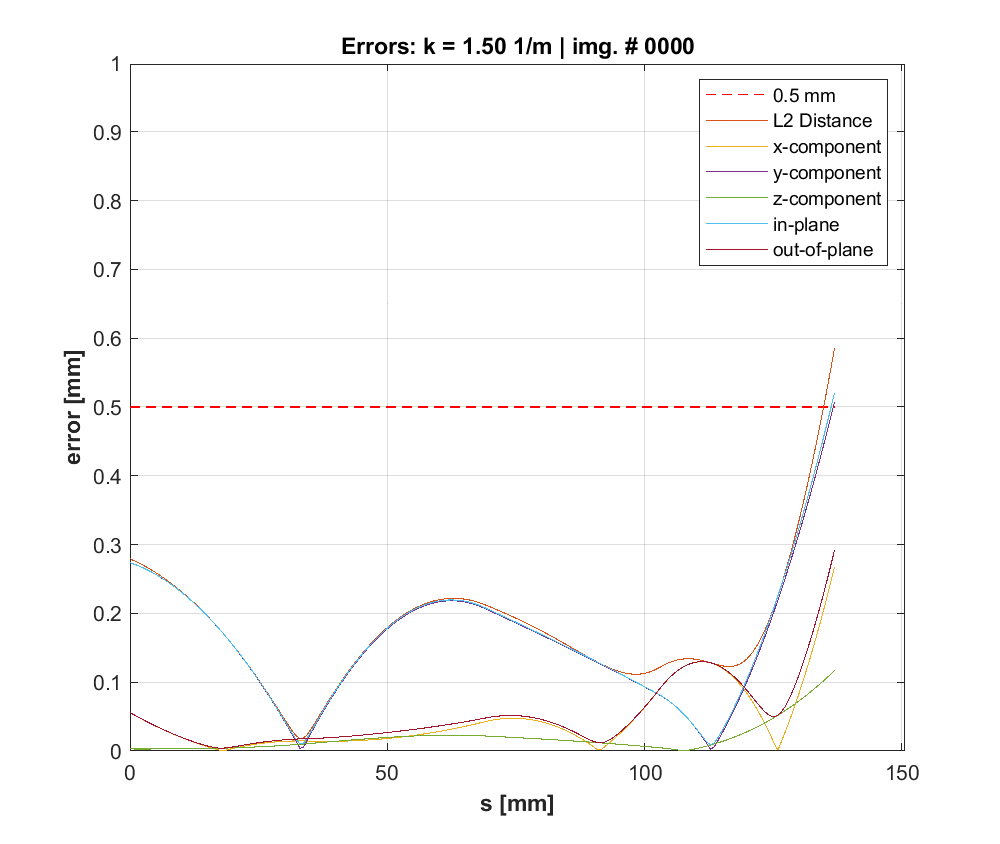 Errors: k = 1.50 1/m | img. # 0000
1
0.9
0.8
0.7
0.6
0.5
0.4
0.3
0.2
0.1
0
error [mm]
0.5 mm
L2 Distance
x-component
y-component
z-component
in-plane
out-of-plane
0 50 100 150
s [mm]